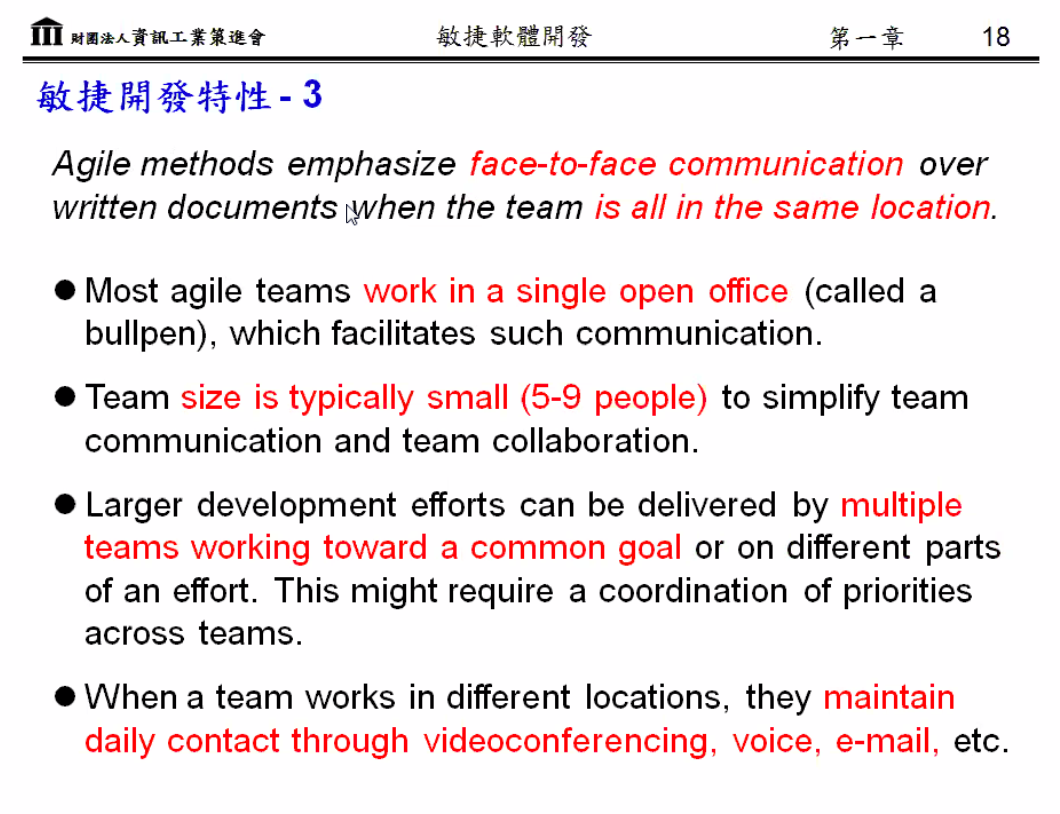 財團法人資訊工業策進會 敏捷軟體開發 第一章 18
敏捷開發特性 - 3
Agile methods emphasize face-to-face communication over
written documents when the team is all in the same location.
● Most agile teams work in a single open office (called a
bullpen), which facilitates such communication.
● Team size is typically small (5-9 people) to simplify team
communication and team collaboration.
● Larger development efforts can be delivered by multiple
teams working toward a common goal or on different parts
of an effort. This might require a coordination of priorities
across teams.
● When a team works in different locations, they maintain
daily contact through videoconferencing, voice, e-mail, etc.